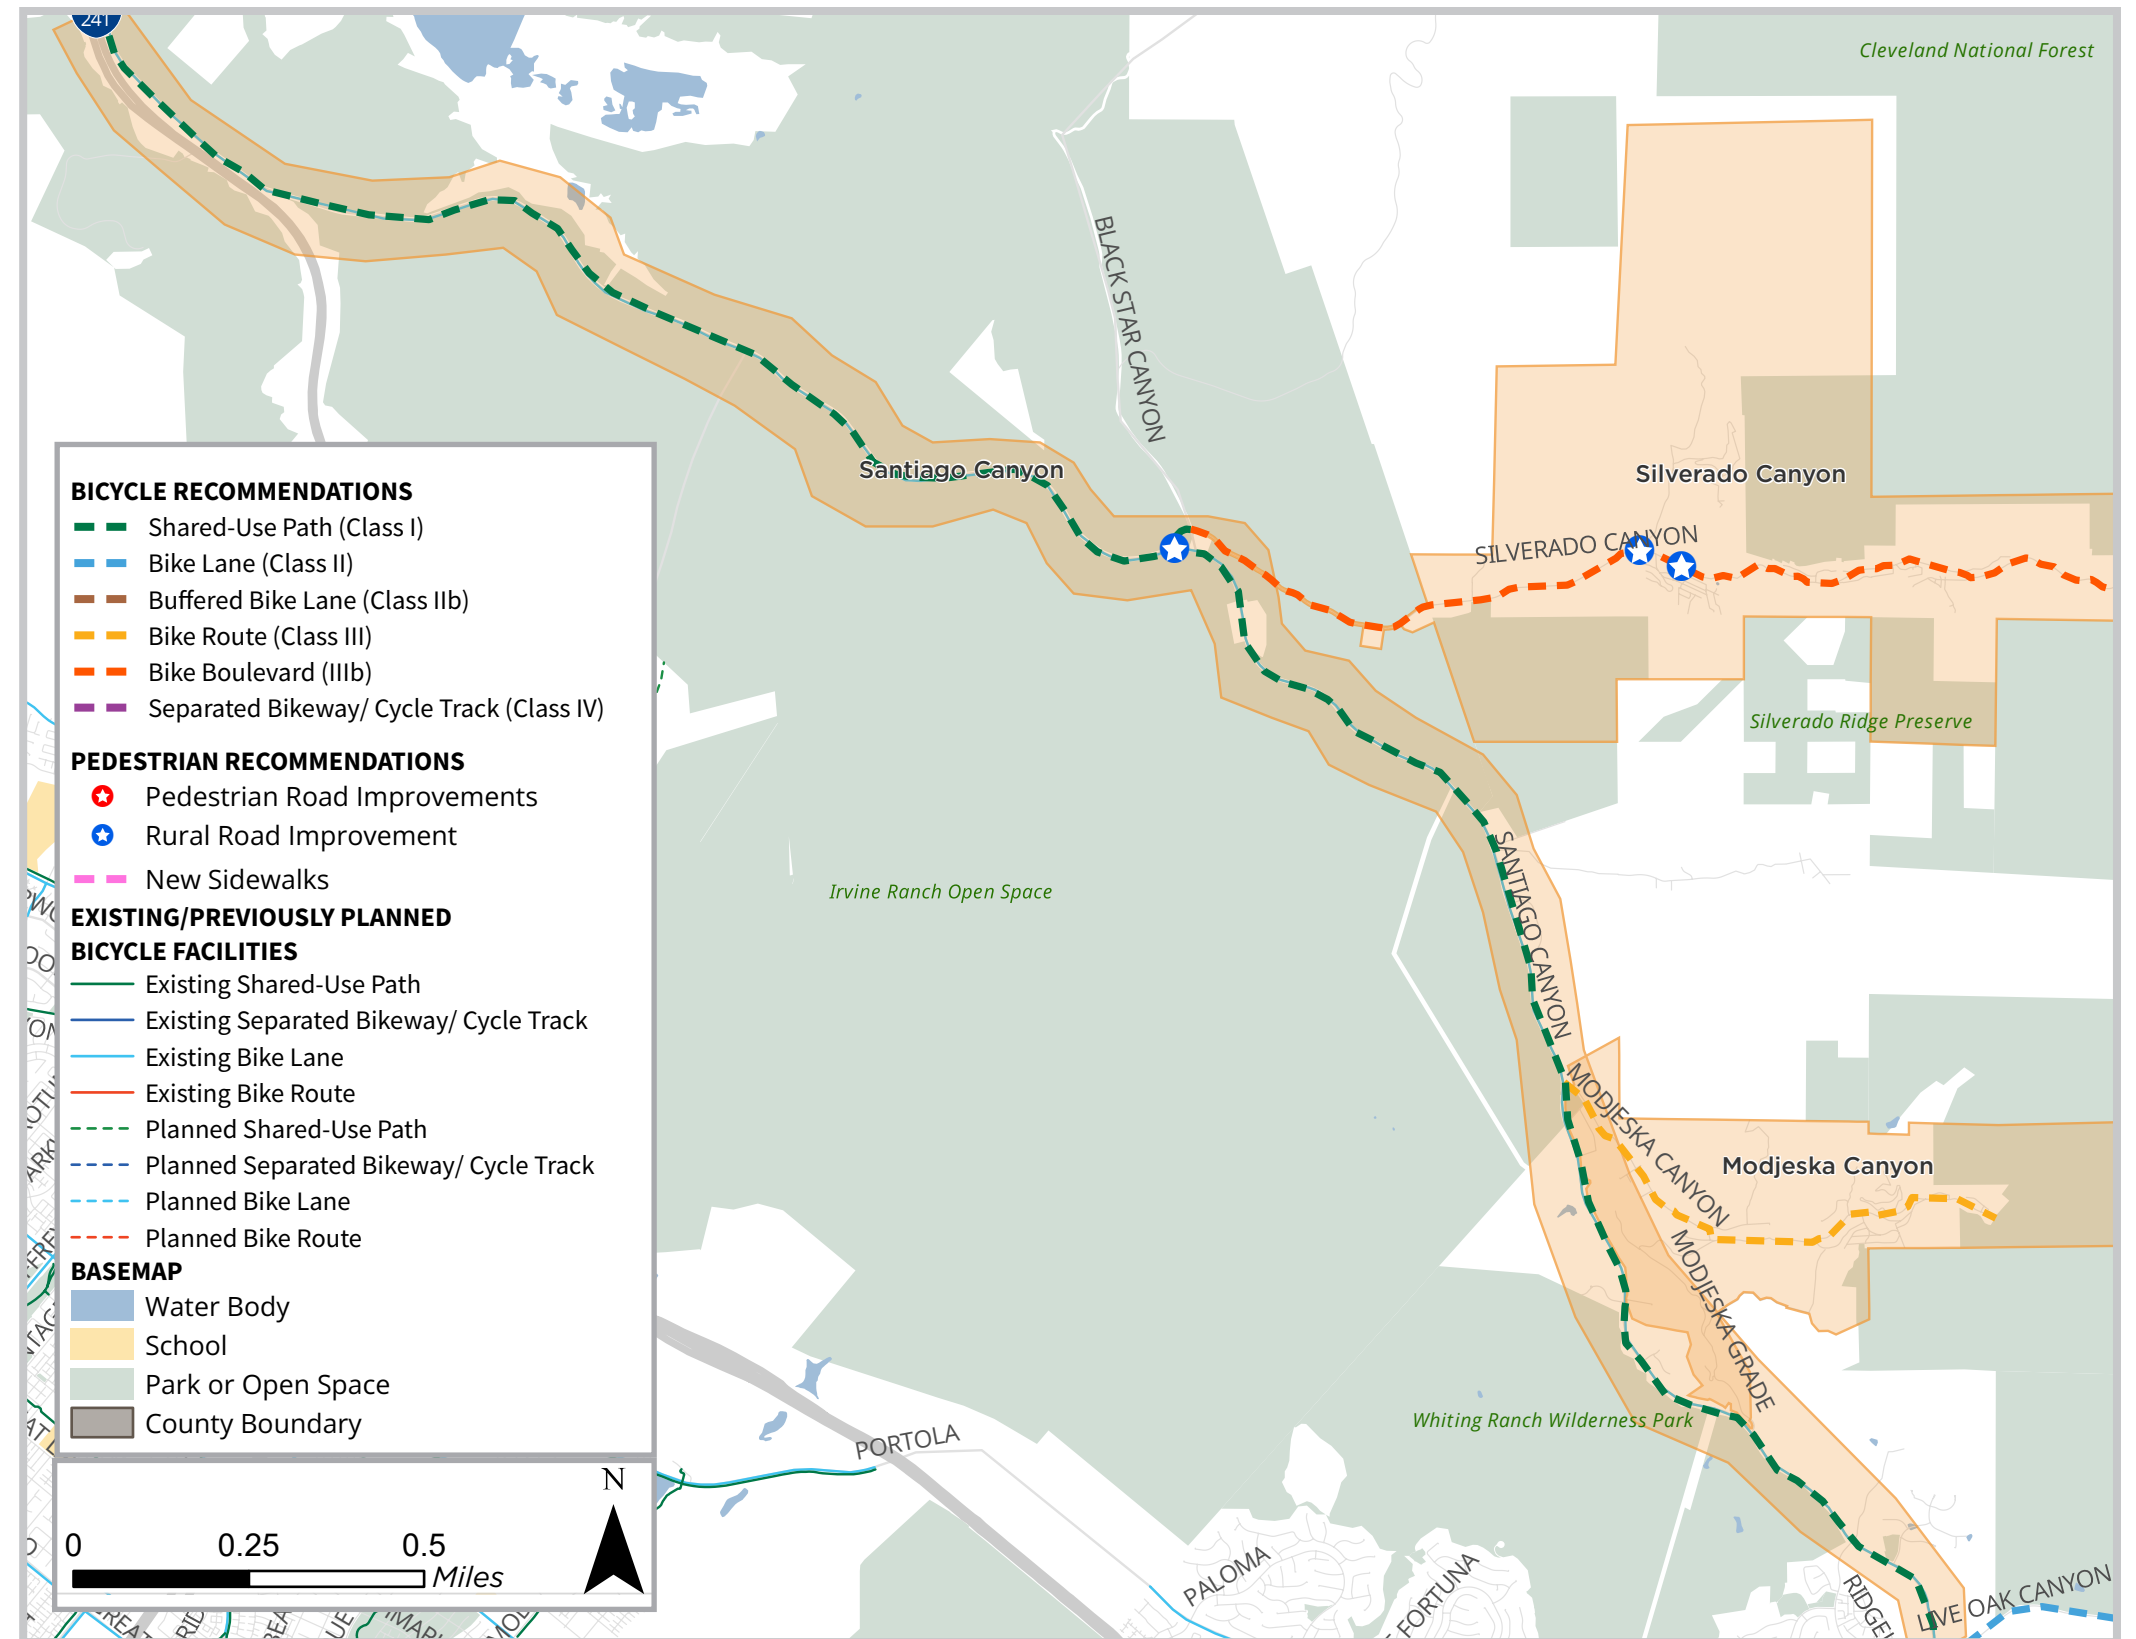 241
Cleveland National Forest
BLACK STAR CANYON
Santiago Canyon
Silverado Canyon
SILVERADO CANYON
Silverado Ridge Preserve
Irvine Ranch Open Space
SANTIAGO CANYON
MODJESKA CANYON
Modjeska Canyon
MODJESKA GRADE
Whiting Ranch Wilderness Park
PORTOLA
PALOMA
FORTUNA
LIVE OAK CANYON
BICYCLE RECOMMENDATIONS
Shared-Use Path (Class I)
Bike Lane (Class II)
Buffered Bike Lane (Class IIb)
Bike Route (Class III)
Bike Boulevard (IIIb)
Separated Bikeway/ Cycle Track (Class IV)
PEDESTRIAN RECOMMENDATIONS
Pedestrian Road Improvements
Rural Road Improvement
New Sidewalks
EXISTING/PREVIOUSLY PLANNED
BICYCLE FACILITIES
Existing Shared-Use Path
Existing Separated Bikeway/ Cycle Track
Existing Bike Lane
Existing Bike Route
Planned Shared-Use Path
Planned Separated Bikeway/ Cycle Track
Planned Bike Lane
Planned Bike Route
BASEMAP
Water Body
School
Park or Open Space
County Boundary
N
0 0.25 0.5
Miles